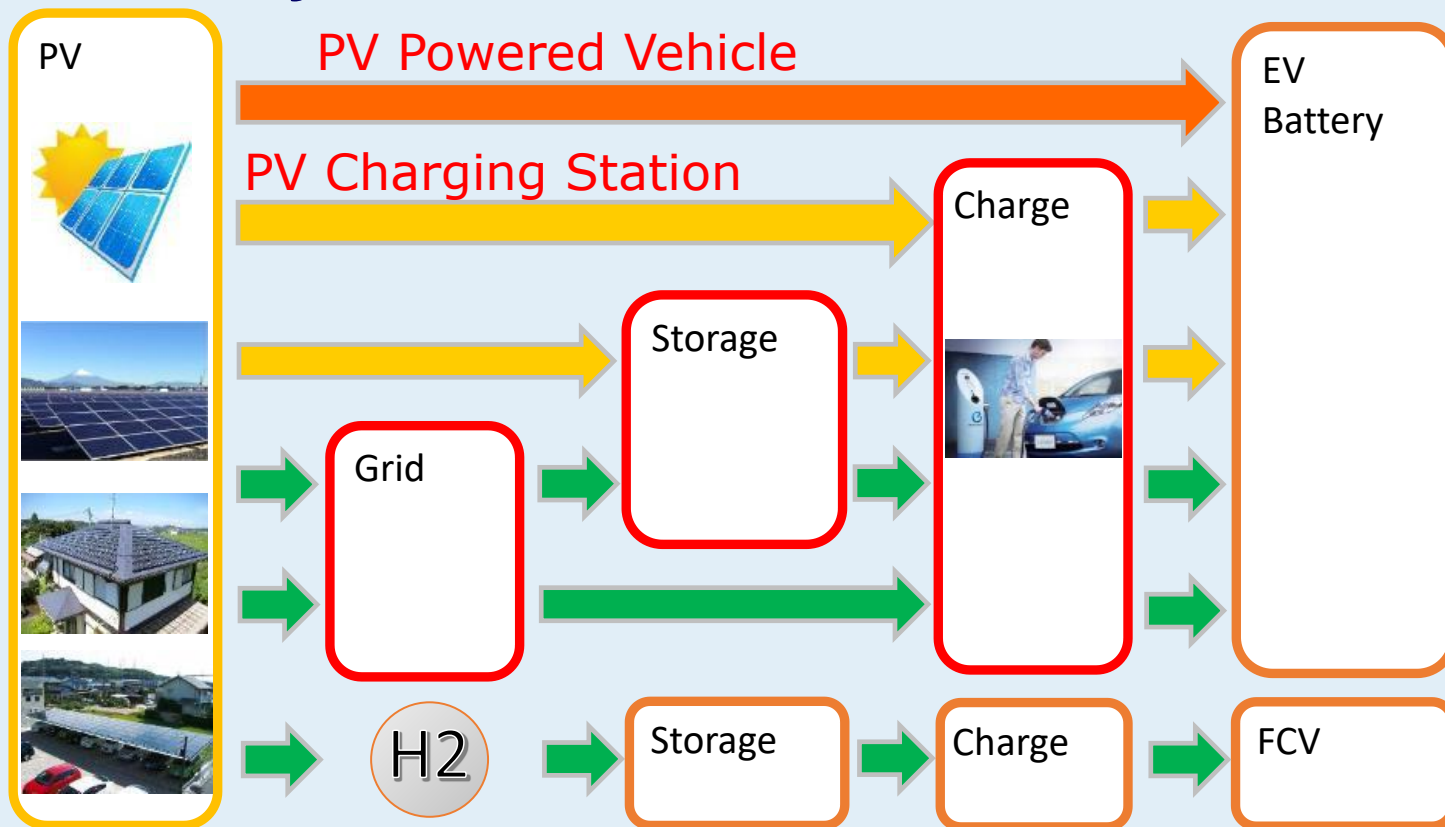 PV
PV Powered Vehicle
EV
Battery
PV Charging Station
Charge
Storage
Grid
H2
Storage
Charge
FCV